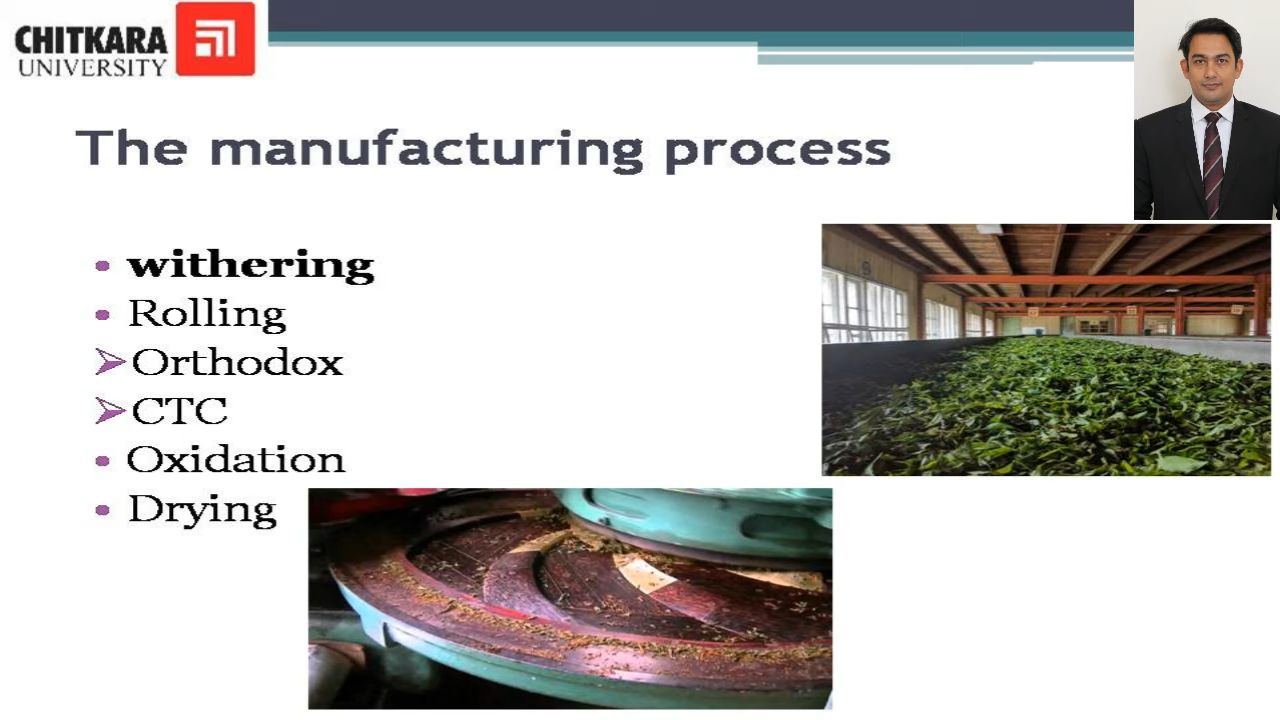 CHITKARA
UNIVERSITY
The manufacturing process
withering
Rolling
Orthodox
CTC
Oxidation
Drying